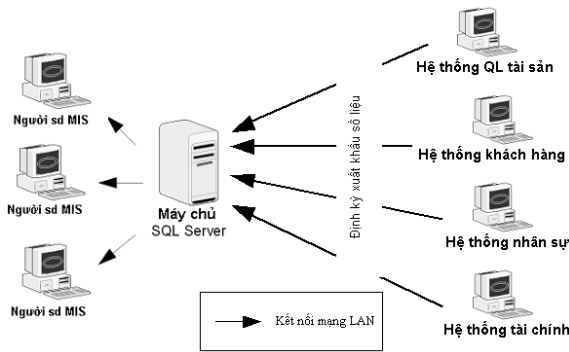 Người sd MIS
Người sd MIS
Người sd MIS
Máy chủ
SQL Server
Định kỳ xuất khẩu số liệu
Hệ thống QL tài sản
Hệ thống khách hàng
Hệ thống nhân sự
Hệ thống tài chính
Kết nối mạng LAN